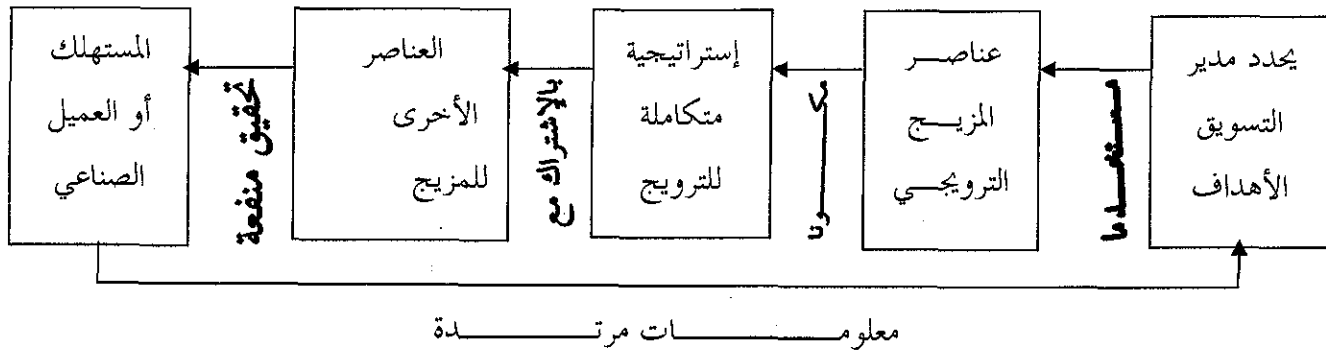 يحدد مدير
التسويق
الأهداف
مستخدما
عناصر
المزيج
الترويجي
مكونا
إستراتيجية
متكاملة
للترويج
بالإشتراك مع
العناصر
الأخرى
للمزيج
تحقيق منفعة
المستهلك
أو العميل
الصناعي
معلومات مرتدة